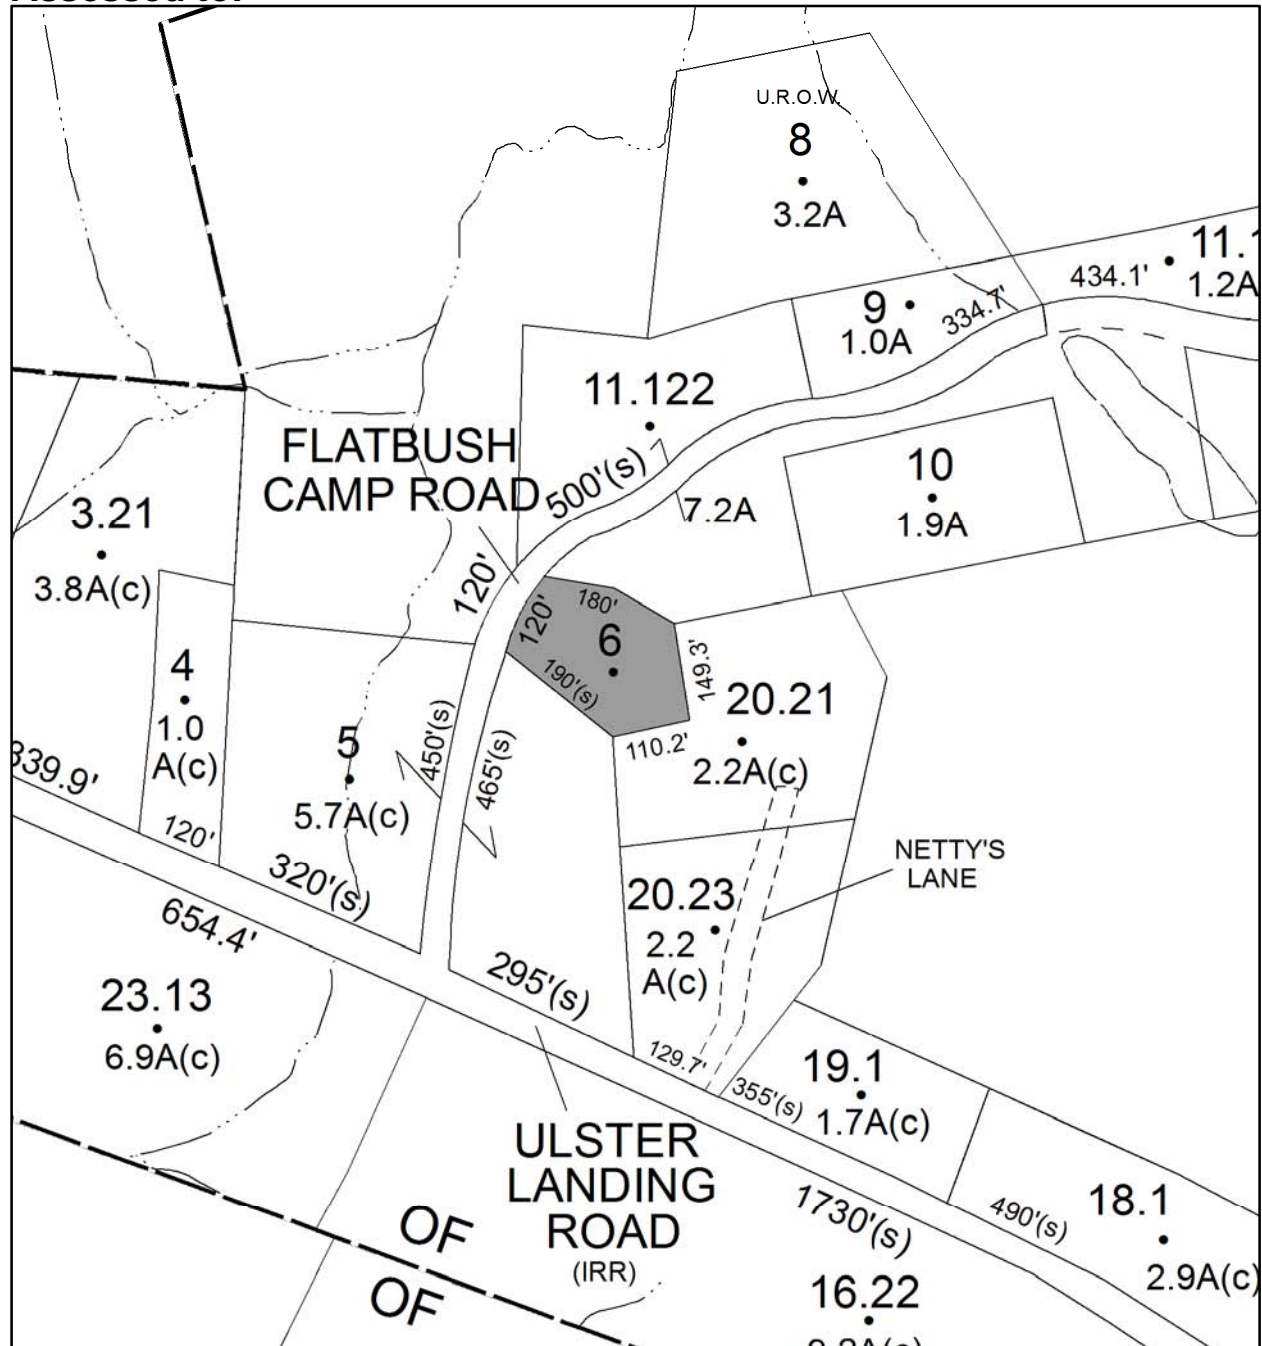 U.R.O.W.
8
3.2A
11.1
434.1'
1.2A
9
334.7'
1.0A
11.122
FLATBUSH
CAMP ROAD
500'(s)
7.2A
10
1.9A
3.21
3.8A(c)
120'
180'
120'
6
190'(s)
149.3'
110.2'
20.21
2.2A(c)
4
1.0
A(c)
339.9'
120'
5
5.7A(c)
450'(s)
465'(s)
320'(s)
654.4'
NETTY'S
LANE
20.23
2.2
A(c)
295'(s)
129.7'
355'(s)
23.13
6.9A(c)
19.1
1.7A(c)
ULSTER
LANDING
ROAD
(IRR)
1730'(s)
490'(s)
18.1
2.9A(c)
OF
OF
16.22